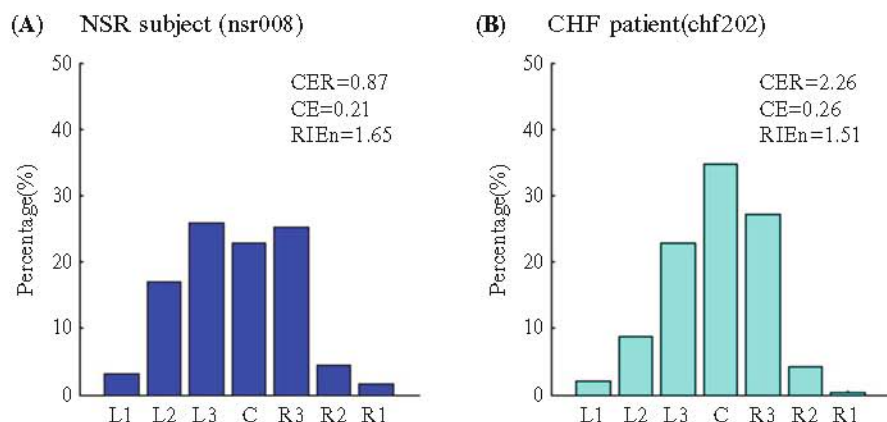 (A) NSR subject (nsr008)
50
40
30
20
10
0
Percentage(%)
CER=0.87
CE=0.21
RIEn=1.65
L1 L2 L3 C R3 R2 R1
(B) CHF patient(chf202)
50
40
30
20
10
0
Percentage(%)
CER=2.26
CE=0.26
RIEn=1.51
L1 L2 L3 C R3 R2 R1